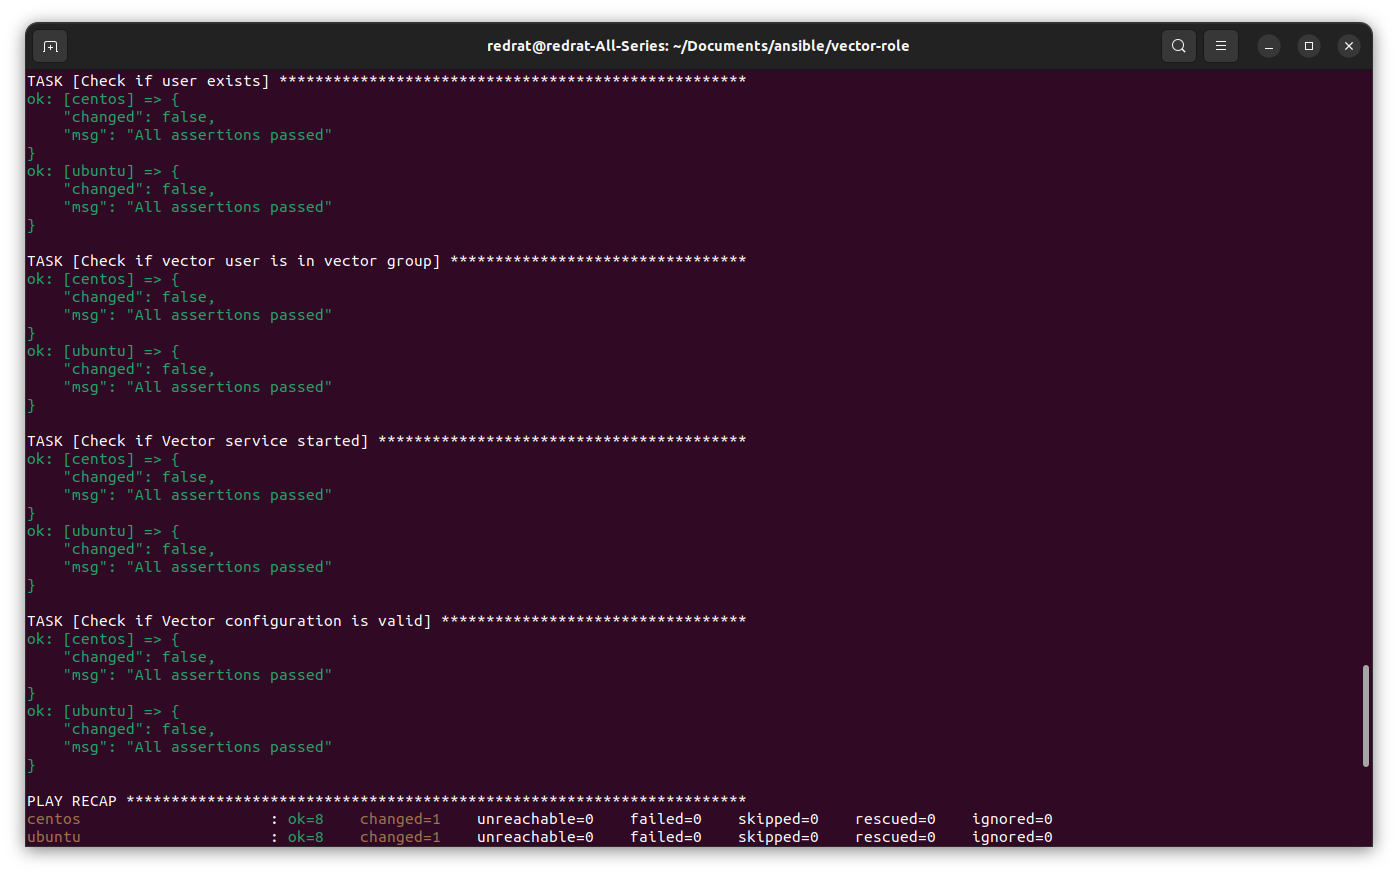 redrat@redrat-All-Series: ~/Documents/ansible/vector-role
TASK [Check if user exists] ****************************************************
ok: [centos] => {
    "changed": false,
    "msg": "All assertions passed"
}
ok: [ubuntu] => {
    "changed": false,
    "msg": "All assertions passed"
}

TASK [Check if vector user is in vector group] *********************************
ok: [centos] => {
    "changed": false,
    "msg": "All assertions passed"
}
ok: [ubuntu] => {
    "changed": false,
    "msg": "All assertions passed"
}

TASK [Check if Vector service started] *****************************************
ok: [centos] => {
    "changed": false,
    "msg": "All assertions passed"
}
ok: [ubuntu] => {
    "changed": false,
    "msg": "All assertions passed"
}

TASK [Check if Vector configuration is valid] **********************************
ok: [centos] => {
    "changed": false,
    "msg": "All assertions passed"
}
ok: [ubuntu] => {
    "changed": false,
    "msg": "All assertions passed"
}

PLAY RECAP *********************************************************************
centos                     : ok=8    changed=1    unreachable=0    failed=0    skipped=0    rescued=0    ignored=0
ubuntu                     : ok=8    changed=1    unreachable=0    failed=0    skipped=0    rescued=0    ignored=0